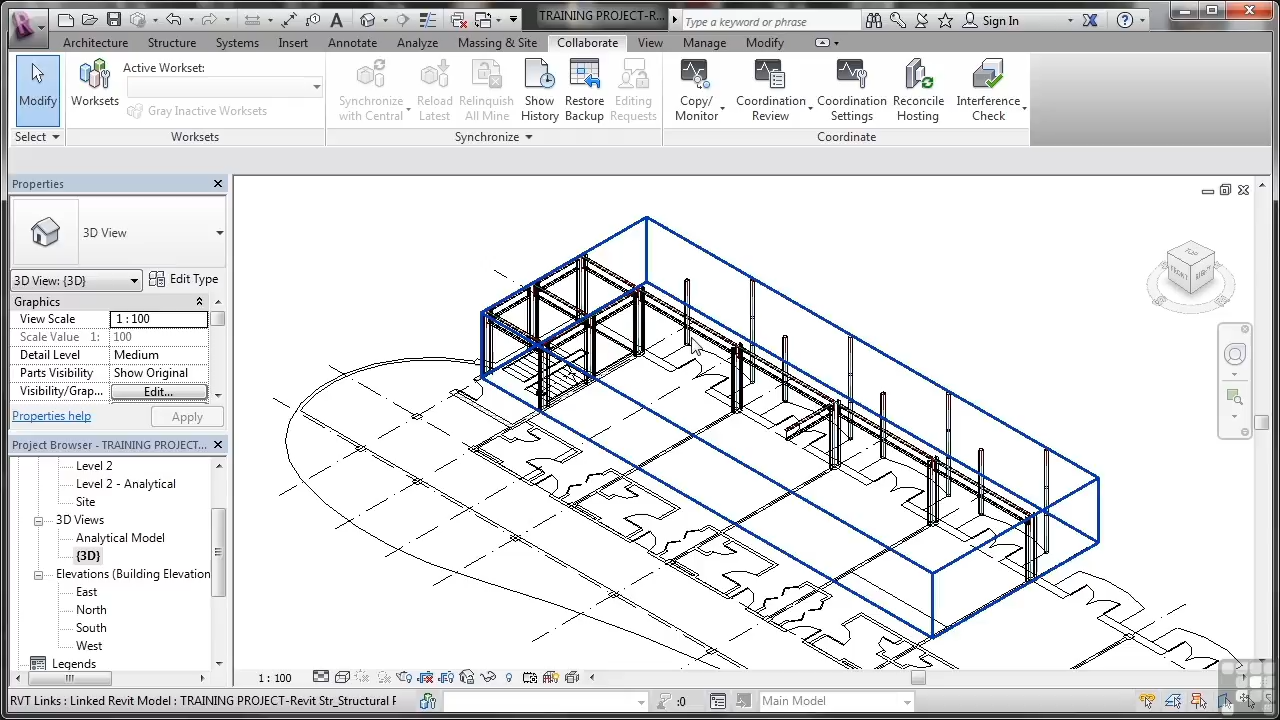 TRAINING PROJECT-R...
Type a keyword or phrase
Sign In
Architecture
Structure
Systems
Insert
Annotate
Analyze
Massing & Site
Collaborate
View
Manage
Modify
Modify
Select
Worksets
Active Workset:
Gray Inactive Worksets
Worksets
Synchronize
with Central
Reload
Latest
Relinquish
All Mine
Show
History
Restore
Backup
Editing
Requests
Synchronize
Copy/
Monitor
Coordination
Review
Coordination
Settings
Reconcile
Hosting
Interference
Check
Coordinate
Properties
3D View
3D View: {3D}
Edit Type
Graphics
View Scale
1 : 100
Scale Value 1:
100
Detail Level
Medium
Parts Visibility
Show Original
Visibility/Grap...
Edit...
Properties help
Apply
Project Browser - TRAINING PROJECT...
Level 2
Level 2 - Analytical
Site
3D Views
Analytical Model
{3D}
Elevations (Building Elevation
East
North
South
West
Legends
TOP
FRONT
RIGHT
1 : 100
RVT Links : Linked Revit Model : TRAINING PROJECT-Revit Str_Structural F
:0
Main Model